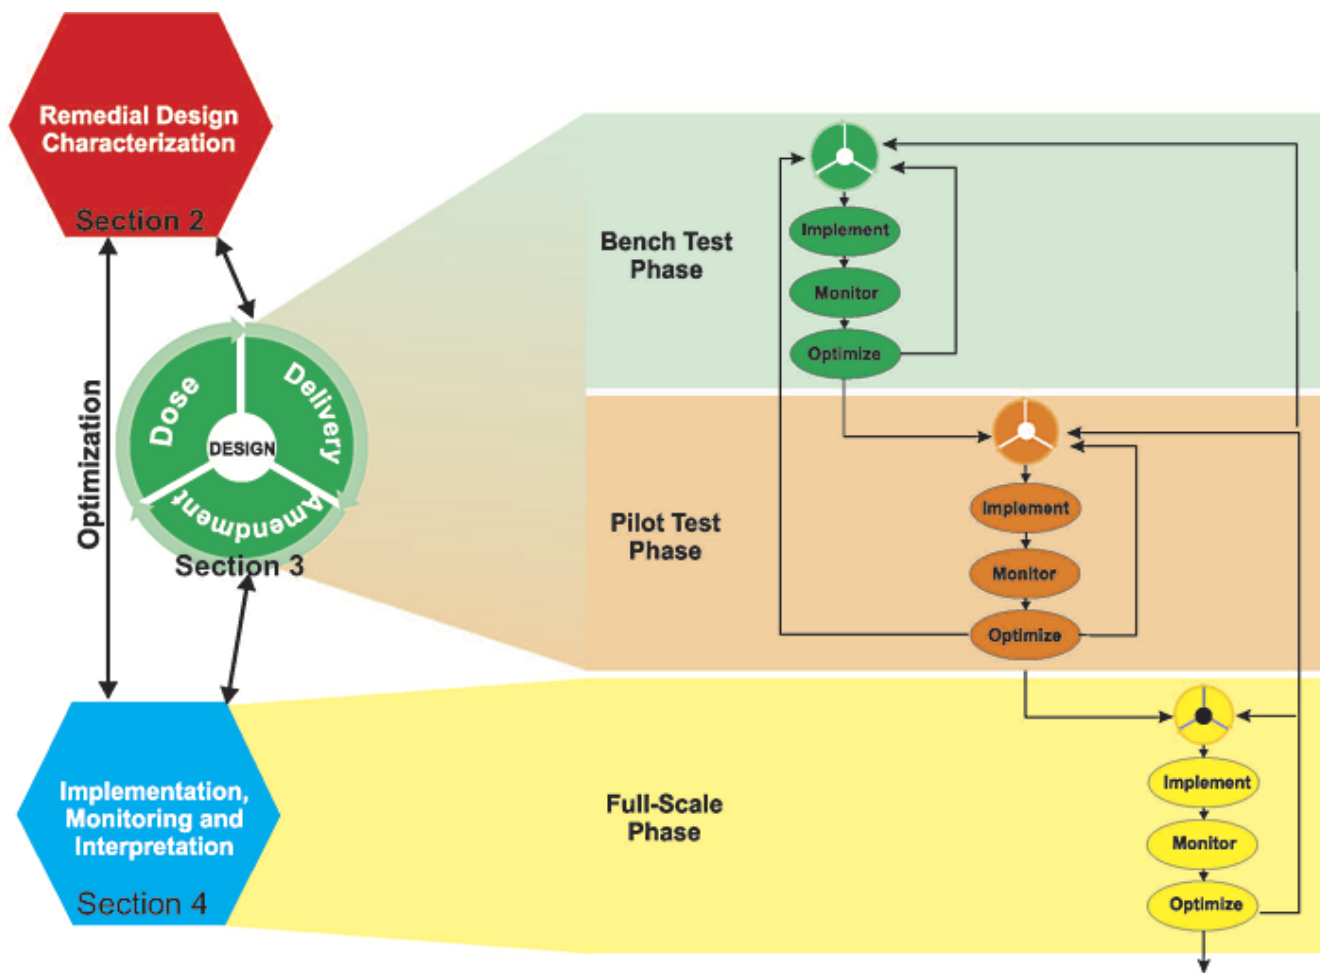 Remedial Design
Characterization
Section 2
Optimization
Dose
Delivery
Amendment
DESIGN
Section 3
Implementation,
Monitoring and
Interpretation
Section 4
Bench Test
Phase
Implement
Monitor
Optimize
Pilot Test
Phase
Implement
Monitor
Optimize
Full-Scale
Phase
Implement
Monitor
Optimize